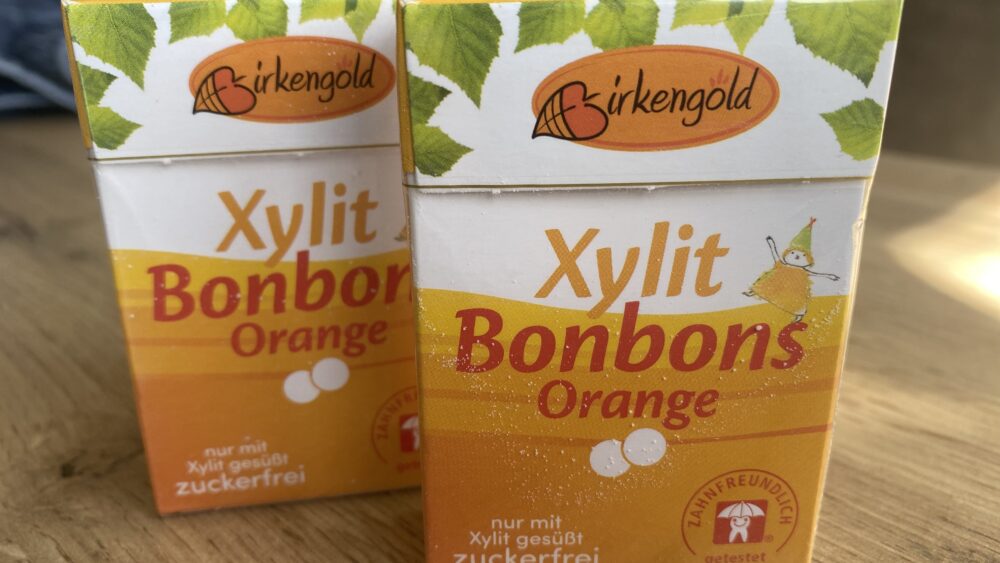 Birkengold
Xylit
Bonbon
Orange
nur mit
Xylit gesüßt
zuckerfrei
Birkengold
Xylit
Bonbons
Orange
nur mit
Xylit gesüßt
zuckerfrei
ZAHNFREUNDLICH
getestet